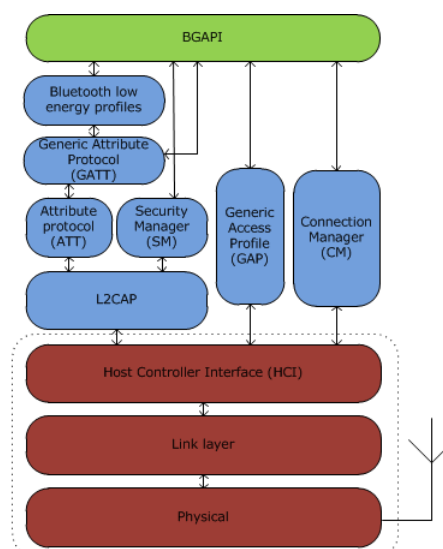 BGAPI
Bluetooth low
energy profiles
Generic Attribute
Protocol
(GATT)
Attribute
protocol
(ATT)
Security
Manager
(SM)
Generic
Access
Profile
(GAP)
Connection
Manager
(CM)
L2CAP
Host Controller Interface (HCI)
Link layer
Physical